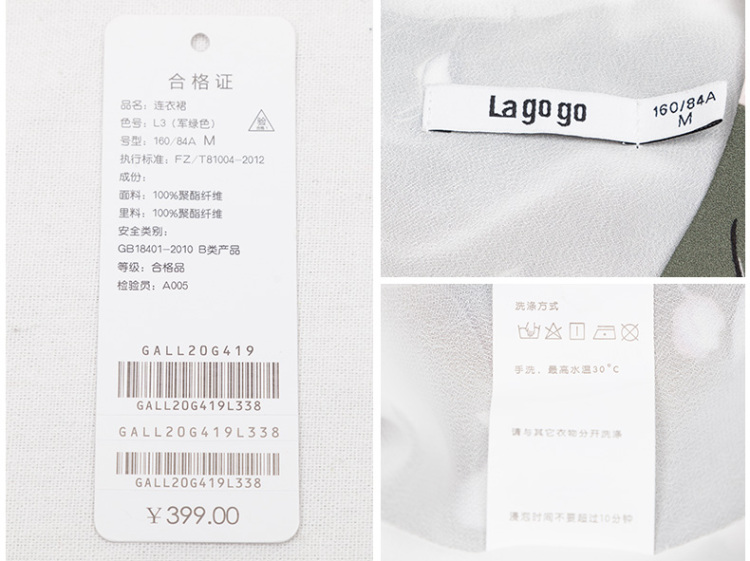 合格证
品名：连衣裙
色号：L3（军绿色）
号型：160/84A M
执行标准：FZ/T81004-2012
成份：
面料：100%聚酯纤维
里料：100%聚酯纤维
安全类别：
GB18401-2010 B类产品
等级：合格品
检验员：A005
GALL20G419
GALL20G419L338
GALL20G419L338
GALL20G419L338
¥399.00
Lagogo
160/84A
M
洗涤方式
手洗，最高水温30°C
请与其它衣物分开洗涤
浸泡时间不要超过10分钟